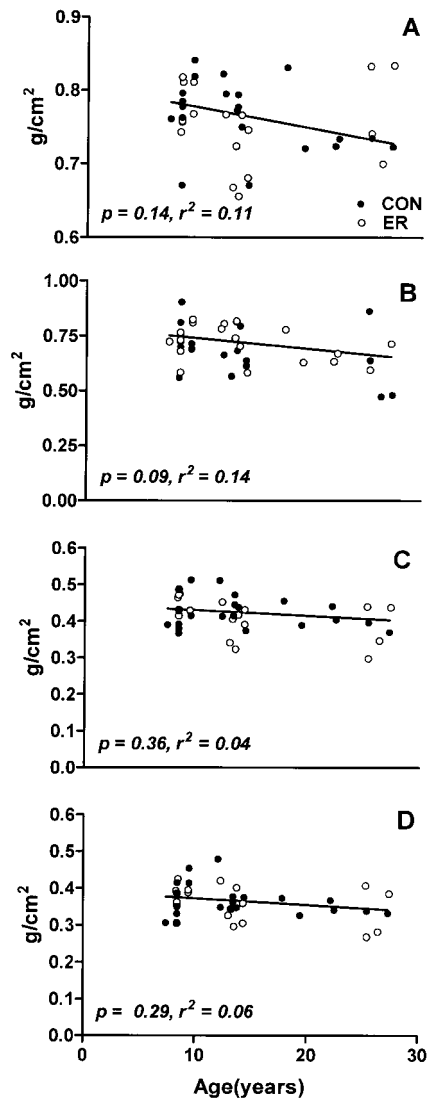 A
0.9
0.8
g/cm²
0.7
0.6
CON
ER
p = 0.14, r² = 0.11
B
1.00
0.75
g/cm²
0.50
0.25
0.00
p = 0.09, r² = 0.14
C
0.6
0.5
0.4
g/cm²
0.3
0.2
0.1
0.0
p = 0.36, r² = 0.04
D
0.6
0.5
0.4
g/cm²
0.3
0.2
0.1
0.0
p = 0.29, r² = 0.06
0 10 20 30
Age(years)